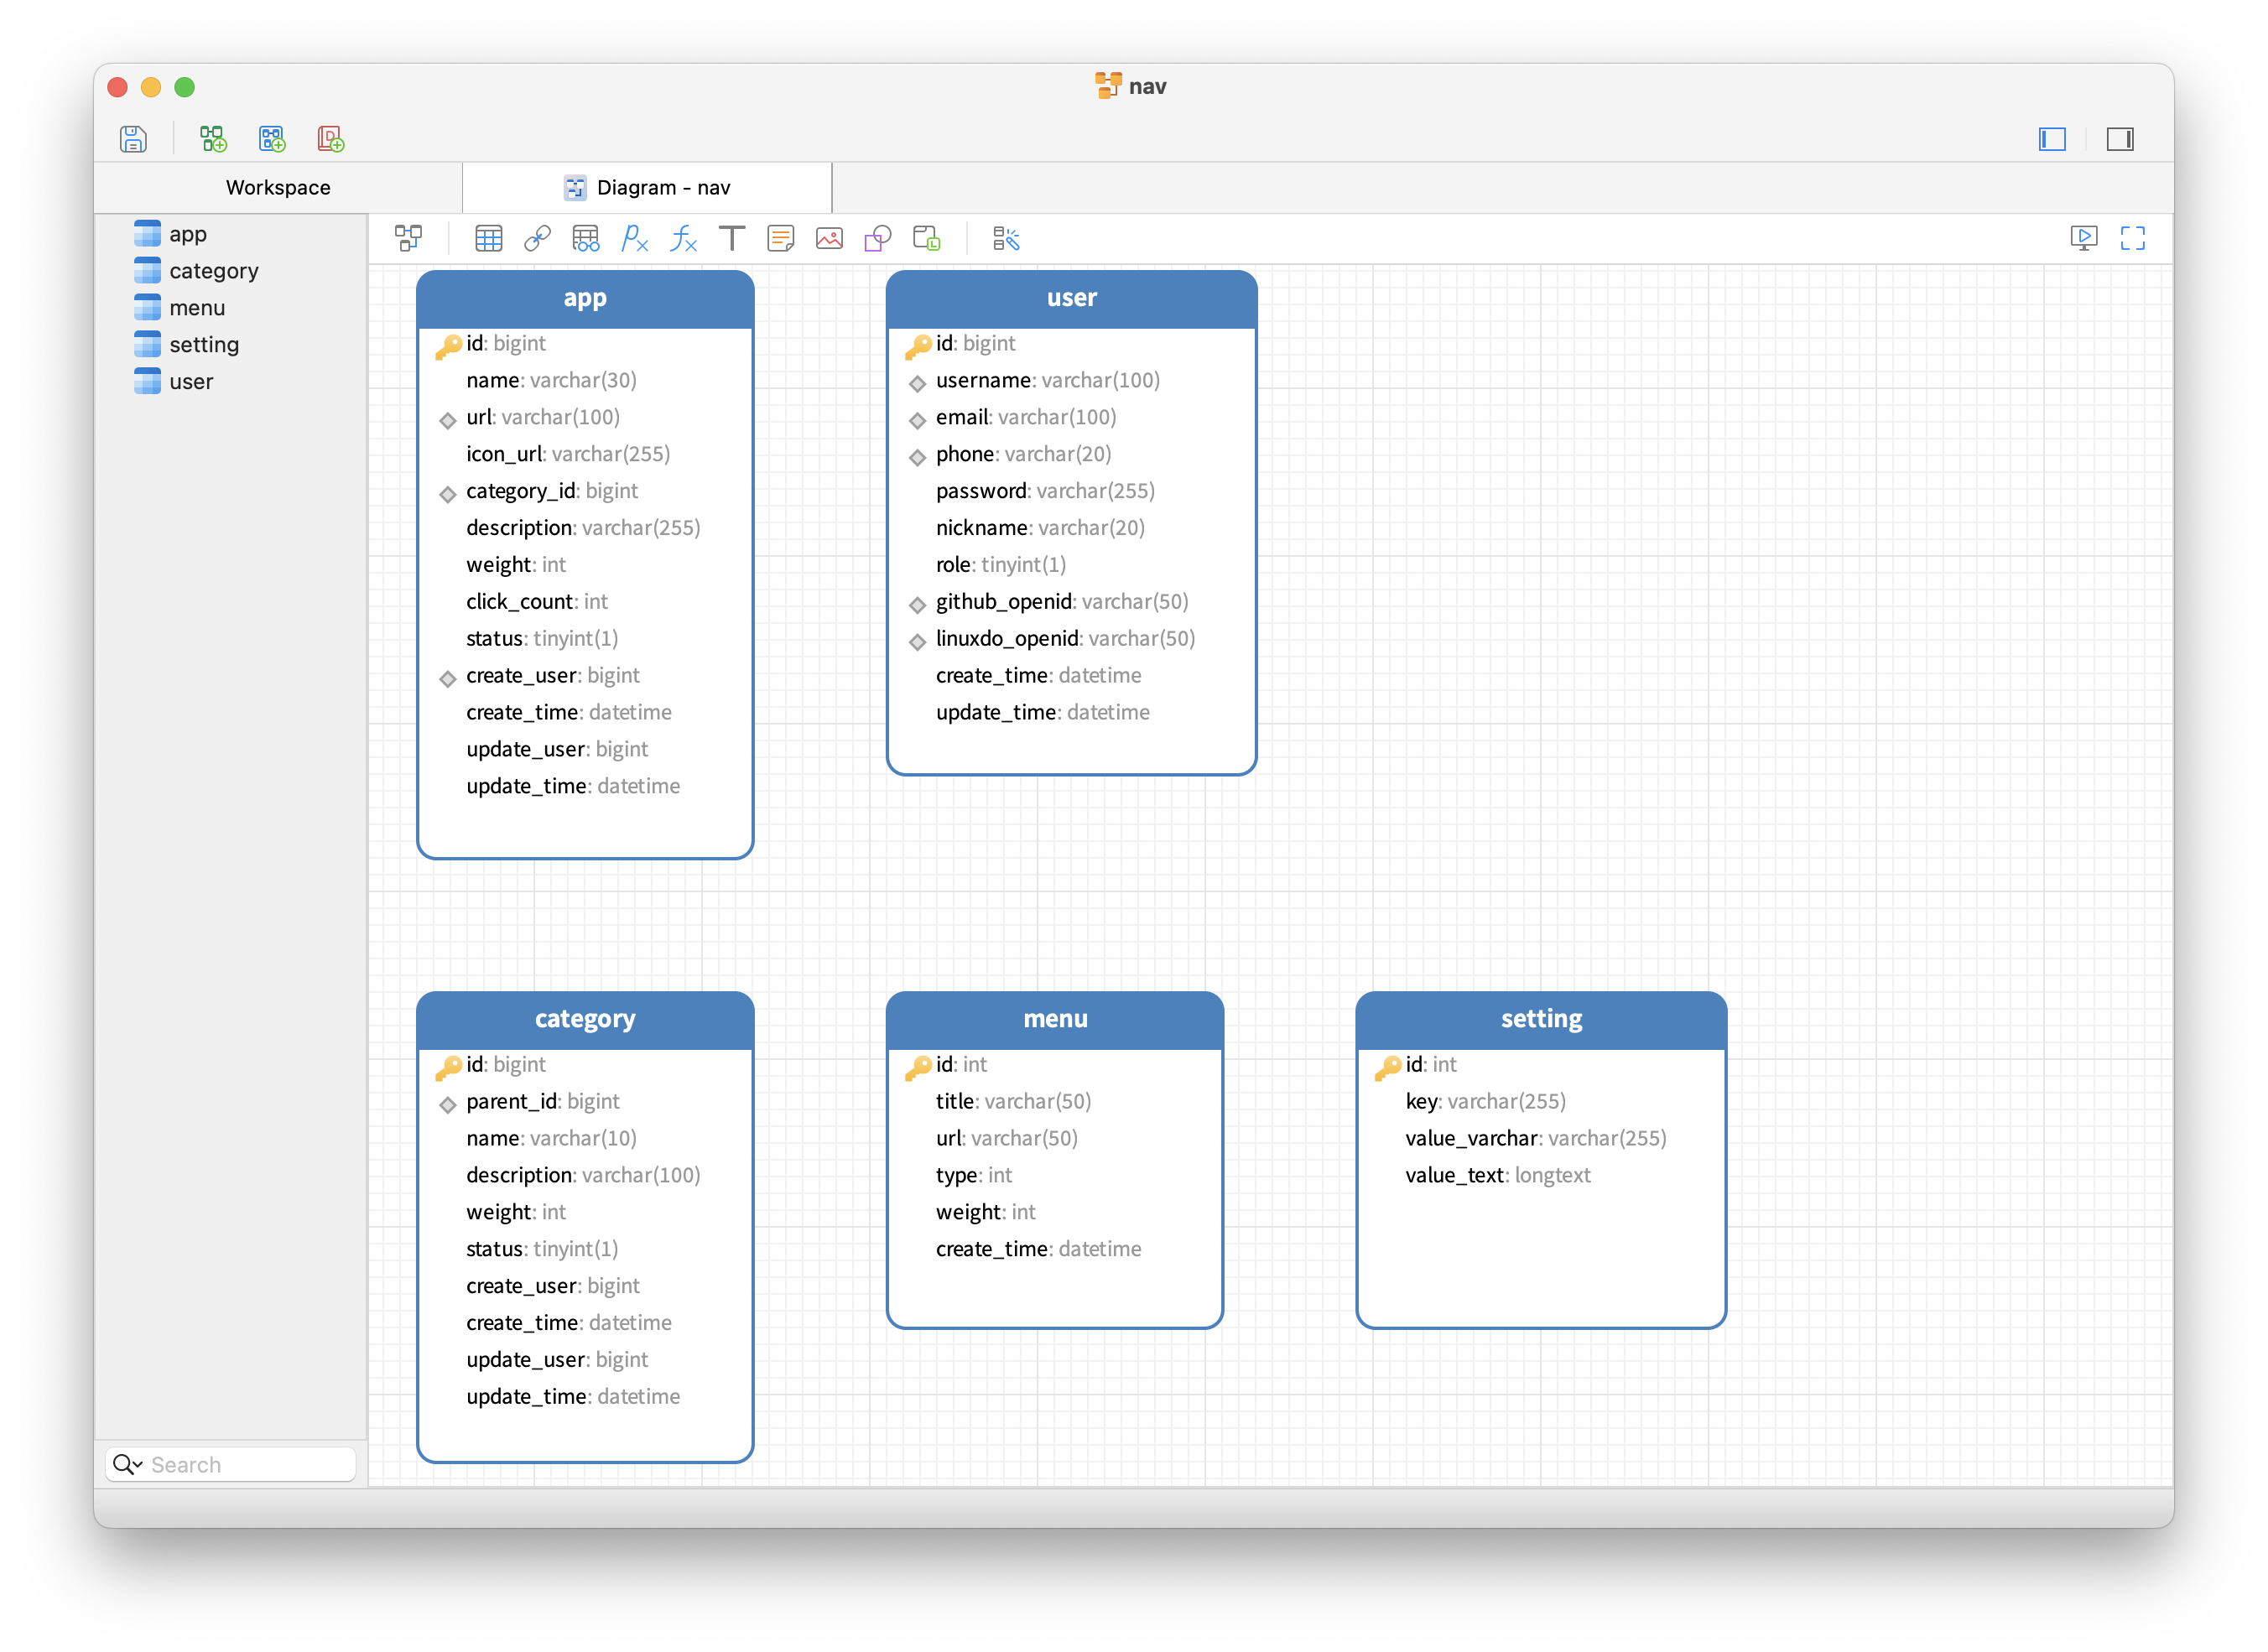 nav
Workspace
Diagram - nav
app
category
menu
setting
user
Search
app
id: bigint
name: varchar(30)
url: varchar(100)
icon_url: varchar(255)
category_id: bigint
description: varchar(255)
weight: int
click_count: int
status: tinyint(1)
create_user: bigint
create_time: datetime
update_user: bigint
update_time: datetime
user
id: bigint
username: varchar(100)
email: varchar(100)
phone: varchar(20)
password: varchar(255)
nickname: varchar(20)
role: tinyint(1)
github_openid: varchar(50)
linuxdo_openid: varchar(50)
create_time: datetime
update_time: datetime
category
id: bigint
parent_id: bigint
name: varchar(10)
description: varchar(100)
weight: int
status: tinyint(1)
create_user: bigint
create_time: datetime
update_user: bigint
update_time: datetime
menu
id: int
title: varchar(50)
url: varchar(50)
type: int
weight: int
create_time: datetime
setting
id: int
key: varchar(255)
value_varchar: varchar(255)
value_text: longtext